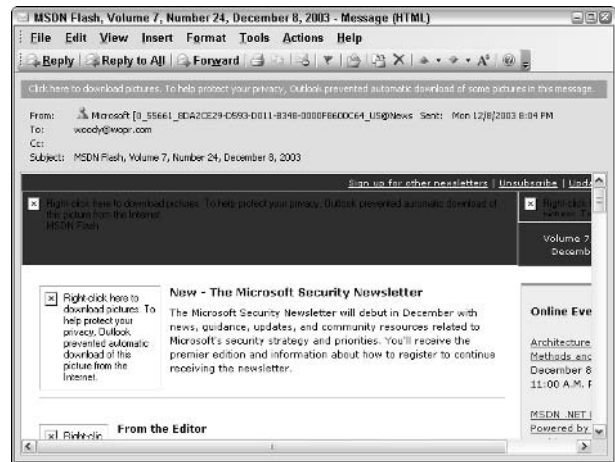 MSDN Flash, Volume 7, Number 24, December 8, 2003 - Message (HTML)
File Edit View Insert Format Tools Actions Help
Reply Reply to All Forward
Click here to download pictures. To help protect your privacy, Outlook prevented automatic download of some pictures in this message.
From: Microsoft [0_55661_8DA2CE29-D593-D011-8348-0000F8600C64_US@News Sent: Mon 12/8/2003 8:04 PM
To: woody@wopr.com
Cc:
Subject: MSDN Flash, Volume 7, Number 24, December 8, 2003
Sign up for other newsletters | Unsubscribe | Upda
Right-click here to download pictures. To help protect your privacy, Outlook prevented automatic download of
this picture from the Internet.
MSDN Flash
Right-click
pictures. To
Volume 7,
Decemb
New - The Microsoft Security Newsletter
The Microsoft Security Newsletter will debut in December with
news, guidance, updates, and community resources related to
Microsoft's security strategy and priorities. You'll receive the
premier edition and information about how to register to continue
receiving the newsletter.
Right-click here to
download pictures. To
help protect your
privacy, Outlook
prevented automatic
download of this
picture from the
Internet.
Online Eve
Architecture
Methods and
December 8
11:00 A.M. P
MSDN .NET
Powered by
Right-clic
From the Editor